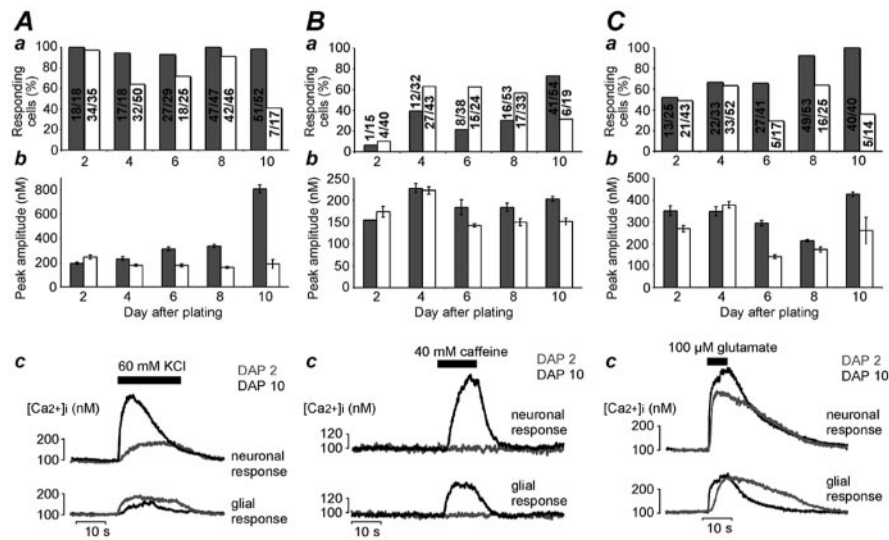 A
a
Responding cells (%)
100
80
60
40
20
0
18/18 34/35 17/18 32/50 27/29 18/25 47/47 42/46 51/52 7/17
2 4 6 8 10
b
Peak amplitude (nM)
800
600
400
200
0
2 4 6 8 10
Day after plating
c
60 mM KCl
DAP 2
DAP 10
[Ca2+]i (nM)
200
100
neuronal
response
200
100
glial
response
10 s
B
a
Responding cells (%)
100
80
60
40
20
0
1/15 4/40 12/32 27/43 8/38 15/24 16/53 17/33 41/54 6/19
2 4 6 8 10
b
Peak amplitude (nM)
250
200
150
100
50
0
2 4 6 8 10
Day after plating
c
40 mM caffeine
DAP 2
DAP 10
neuronal
response
120
100
glial
response
120
100
10 s
C
a
Responding cells (%)
100
80
60
40
20
0
13/25 21/43 22/33 33/52 27/41 5/17 49/53 16/25 40/40 5/14
2 4 6 8 10
b
Peak amplitude (nM)
500
400
300
200
100
0
2 4 6 8 10
Day after plating
c
100 µM glutamate
DAP 2
DAP 10
[Ca2+]i (nM)
neuronal
response
200
100
glial
response
200
100
10 s